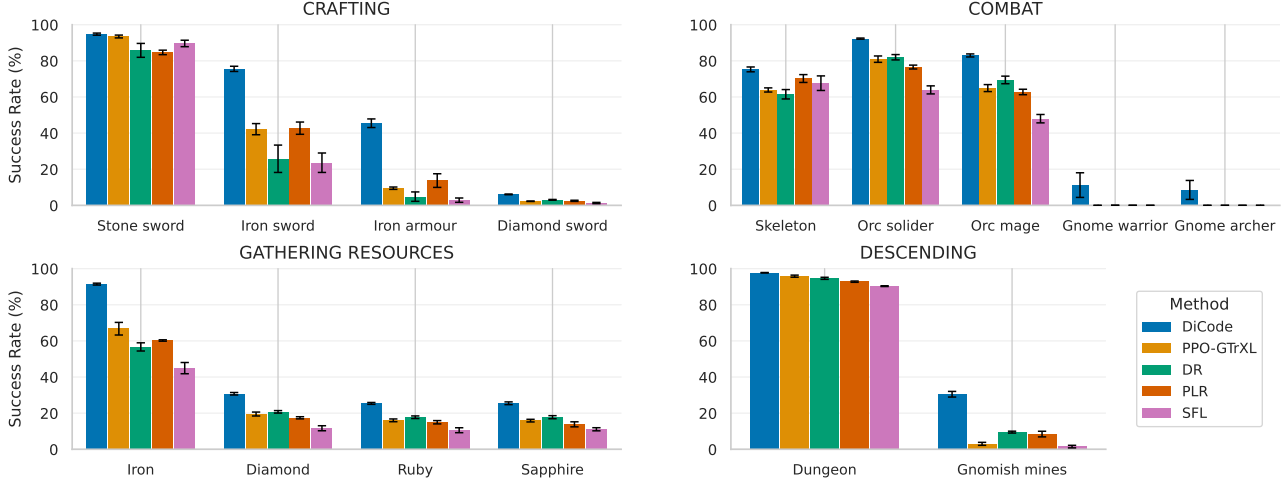 CRAFTING
Success Rate (%)
100
80
60
40
20
0
Stone sword
Iron sword
Iron armour
Diamond sword
COMBAT
100
80
60
40
20
0
Skeleton
Orc solider
Orc mage
Gnome warrior
Gnome archer
GATHERING RESOURCES
Success Rate (%)
100
80
60
40
20
0
Iron
Diamond
Ruby
Sapphire
DESCENDING
100
80
60
40
20
0
Dungeon
Gnomish mines
Method
DiCode
PPO-GTrXL
DR
PLR
SFL